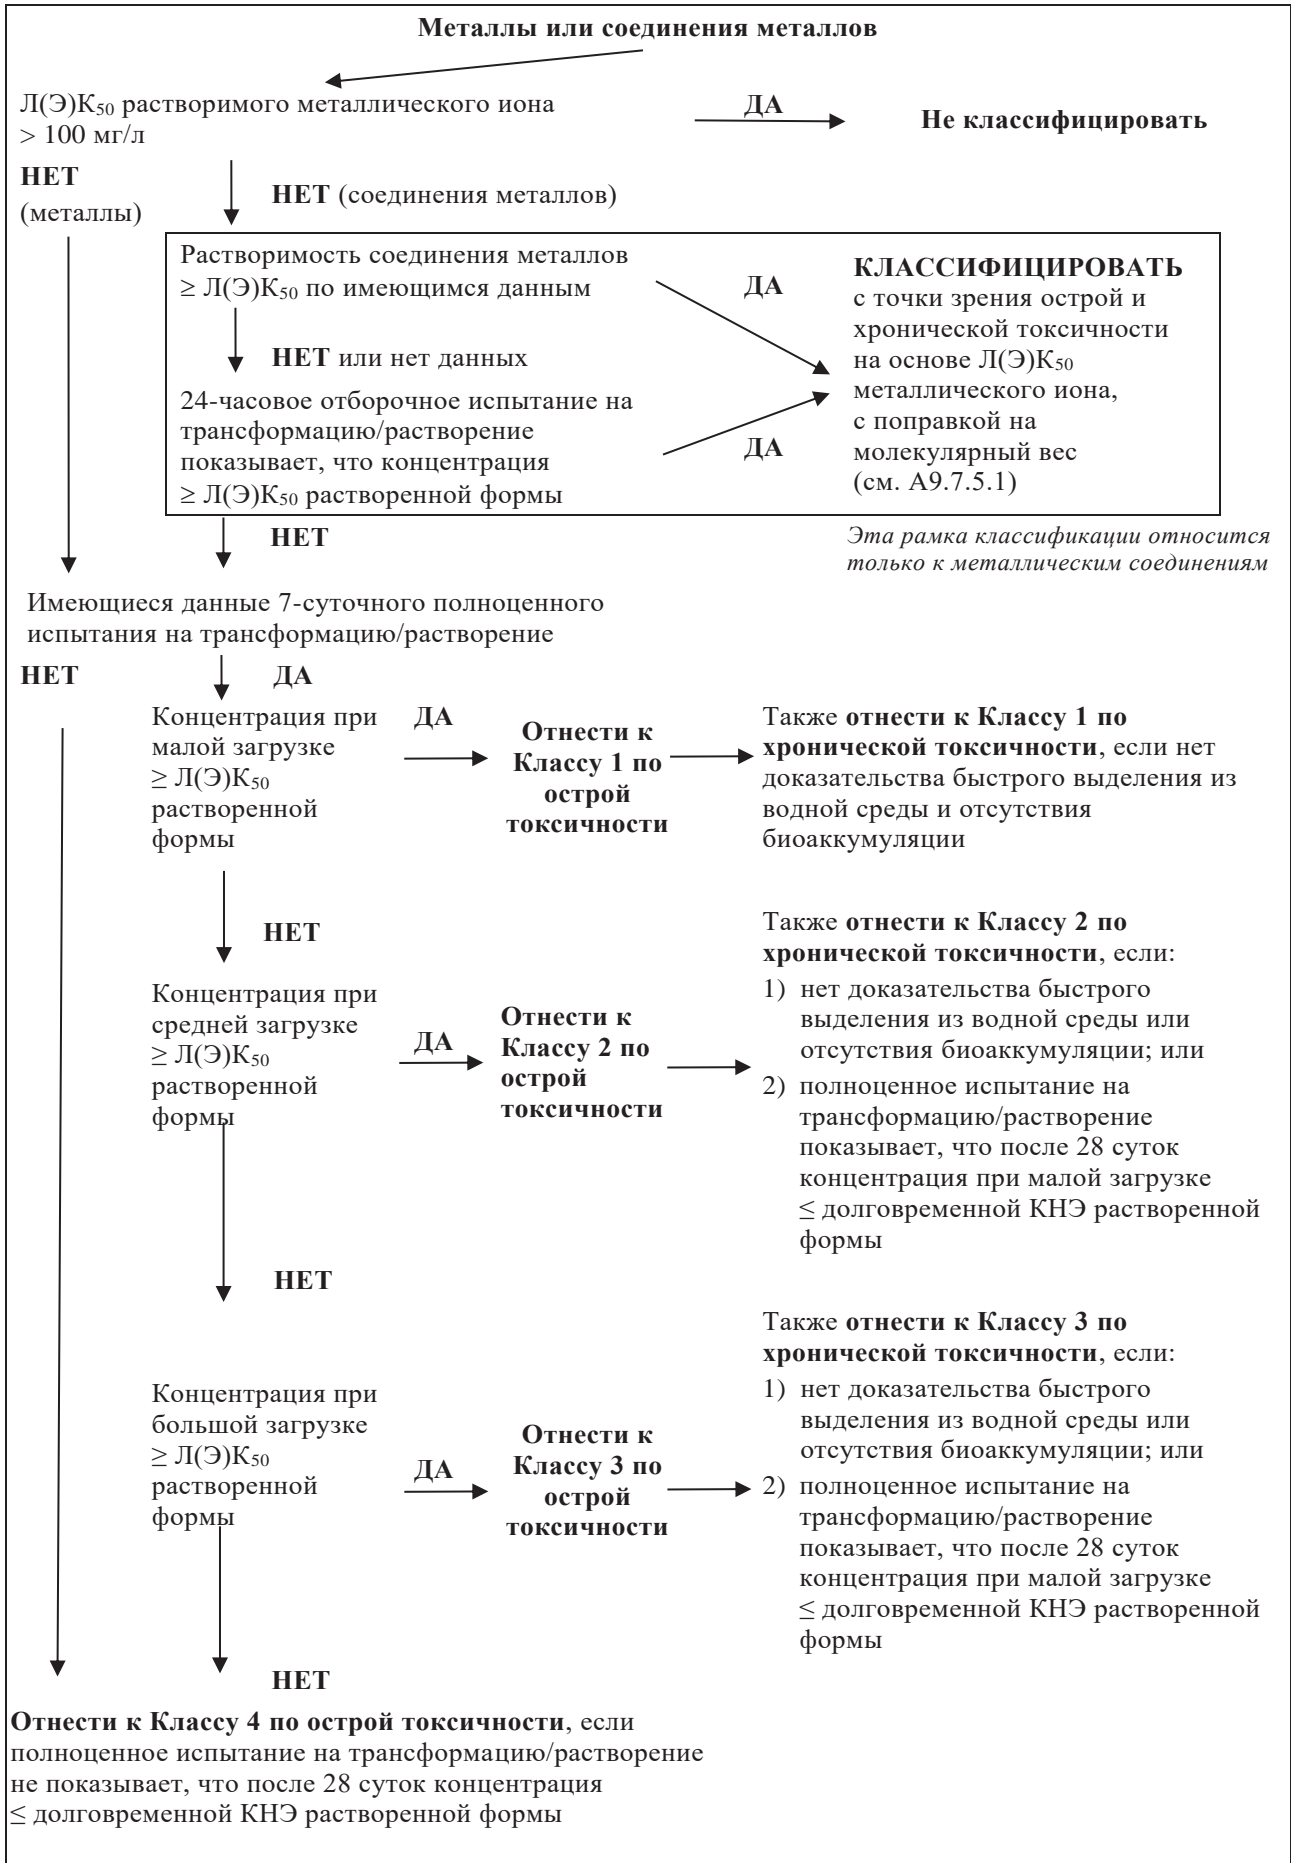 Металлы или соединения металлов
Л(Э)К50 растворимого металлического иона
> 100 мг/л
ДА
Не классифицировать
НЕТ
(металлы)
НЕТ (соединения металлов)
Растворимость соединения металлов
≥ Л(Э)К50 по имеющимся данным
ДА
НЕТ или нет данных
24-часовое отборочное испытание на
трансформацию/растворение
показывает, что концентрация
≥ Л(Э)К50 растворенной формы
ДА
КЛАССИФИЦИРОВАТЬ
с точки зрения острой и
хронической токсичности
на основе Л(Э)К50
металлического иона,
с поправкой на
молекулярный вес
(см. A9.7.5.1)
НЕТ
Эта рамка классификации относится
только к металлическим соединениям
Имеющиеся данные 7-суточного полноценного
испытания на трансформацию/растворение
НЕТ
ДА
Концентрация при
малой загрузке
≥ Л(Э)К50
растворенной
формы
ДА
Отнести к
Классу 1 по
острой
токсичности
Также отнести к Классу 1 по
хронической токсичности, если нет
доказательства быстрого выделения из
водной среды и отсутствия
биоаккумуляции
НЕТ
Концентрация при
средней загрузке
≥ Л(Э)К50
растворенной
формы
ДА
Отнести к
Классу 2 по
острой
токсичности
Также отнести к Классу 2 по
хронической токсичности, если:
1) нет доказательства быстрого
выделения из водной среды или
отсутствия биоаккумуляции; или
2) полноценное испытание на
трансформацию/растворение
показывает, что после 28 суток
концентрация при малой загрузке
≤ долговременной КНЭ растворенной
формы
НЕТ
Концентрация при
большой загрузке
≥ Л(Э)К50
растворенной
формы
ДА
Отнести к
Классу 3 по
острой
токсичности
Также отнести к Классу 3 по
хронической токсичности, если:
1) нет доказательства быстрого
выделения из водной среды или
отсутствия биоаккумуляции; или
2) полноценное испытание на
трансформацию/растворение
показывает, что после 28 суток
концентрация при малой загрузке
≤ долговременной КНЭ растворенной
формы
НЕТ
Отнести к Классу 4 по острой токсичности, если
полноценное испытание на трансформацию/растворение
не показывает, что после 28 суток концентрация
≤ долговременной КНЭ растворенной формы